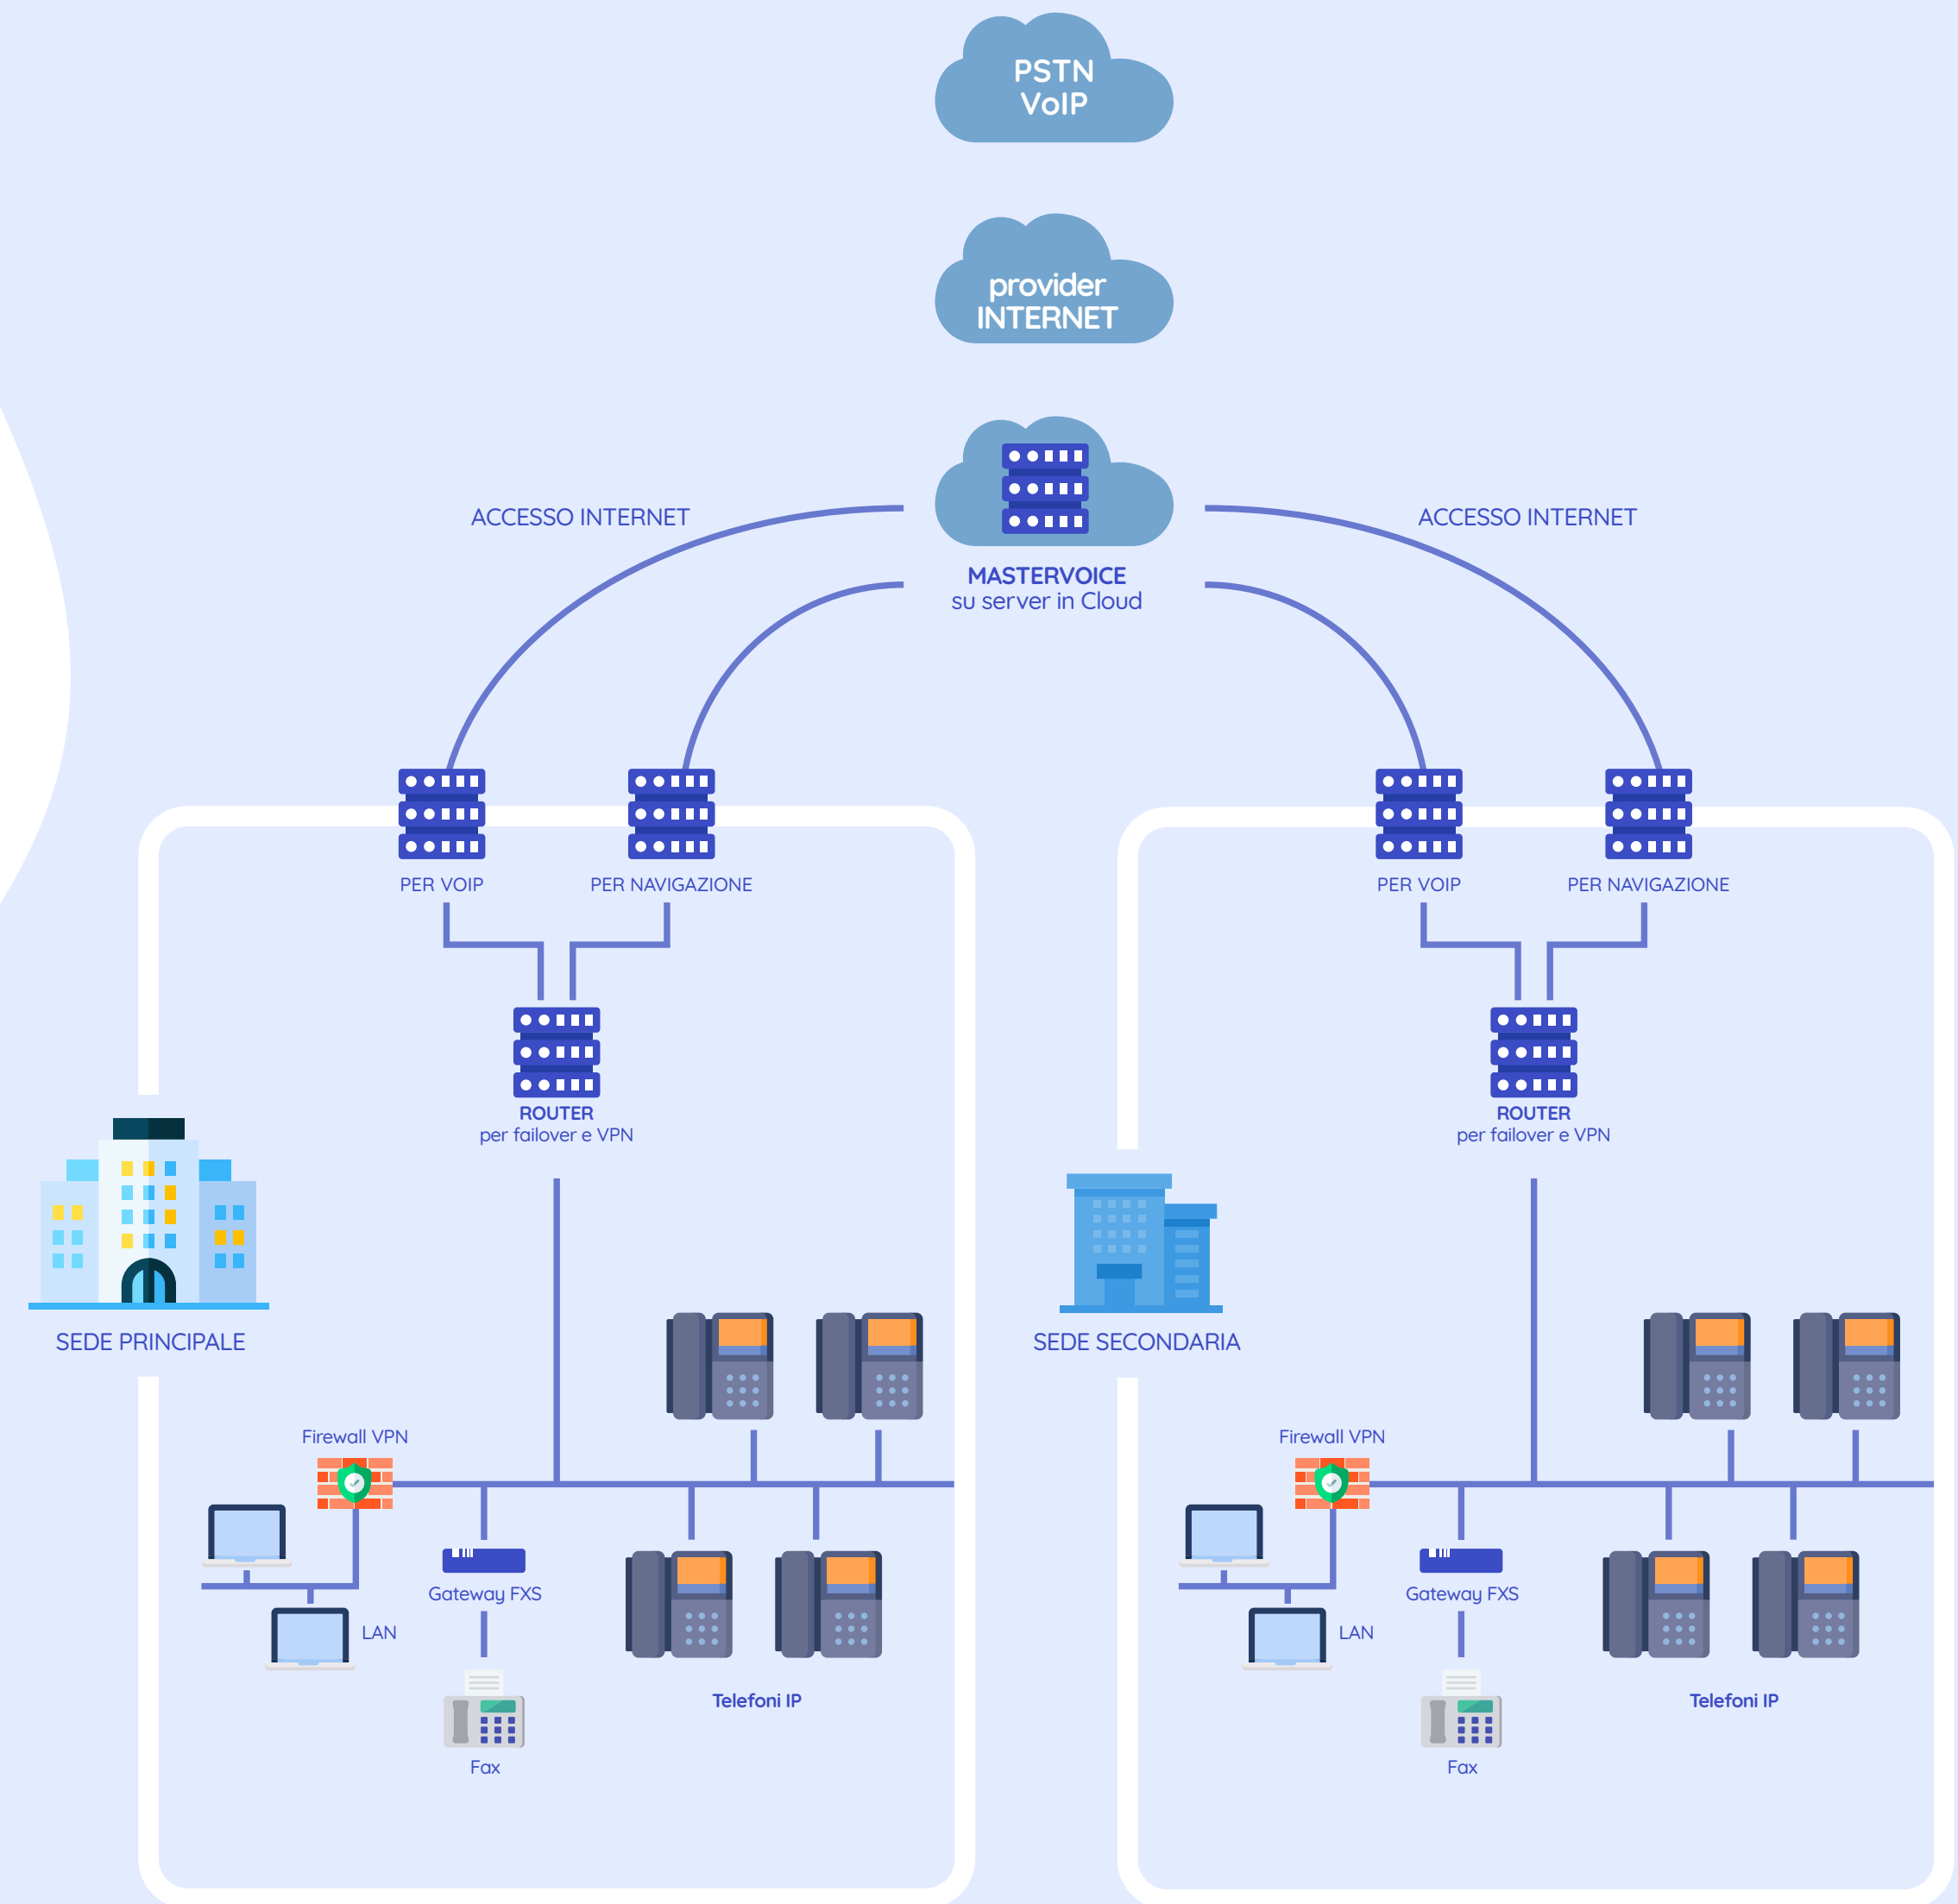 PSTN
VoIP
provider
INTERNET
ACCESSO INTERNET
ACCESSO INTERNET
MASTERVOICE
su server in Cloud
PER VOIP
PER NAVIGAZIONE
PER VOIP
PER NAVIGAZIONE
ROUTER
per failover e VPN
ROUTER
per failover e VPN
SEDE PRINCIPALE
SEDE SECONDARIA
Firewall VPN
Gateway FXS
LAN
Telefoni IP
Fax
Firewall VPN
Gateway FXS
LAN
Telefoni IP
Fax